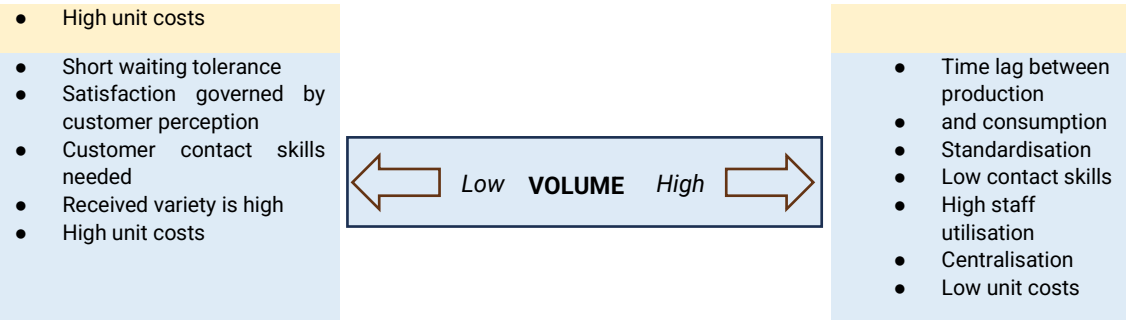 ● High unit costs
● Short waiting tolerance
● Satisfaction governed by
customer perception
● Customer contact skills
needed
● Received variety is high
● High unit costs
Low VOLUME High
● Time lag between
production
● and consumption
● Standardisation
● Low contact skills
● High staff
utilisation
● Centralisation
● Low unit costs